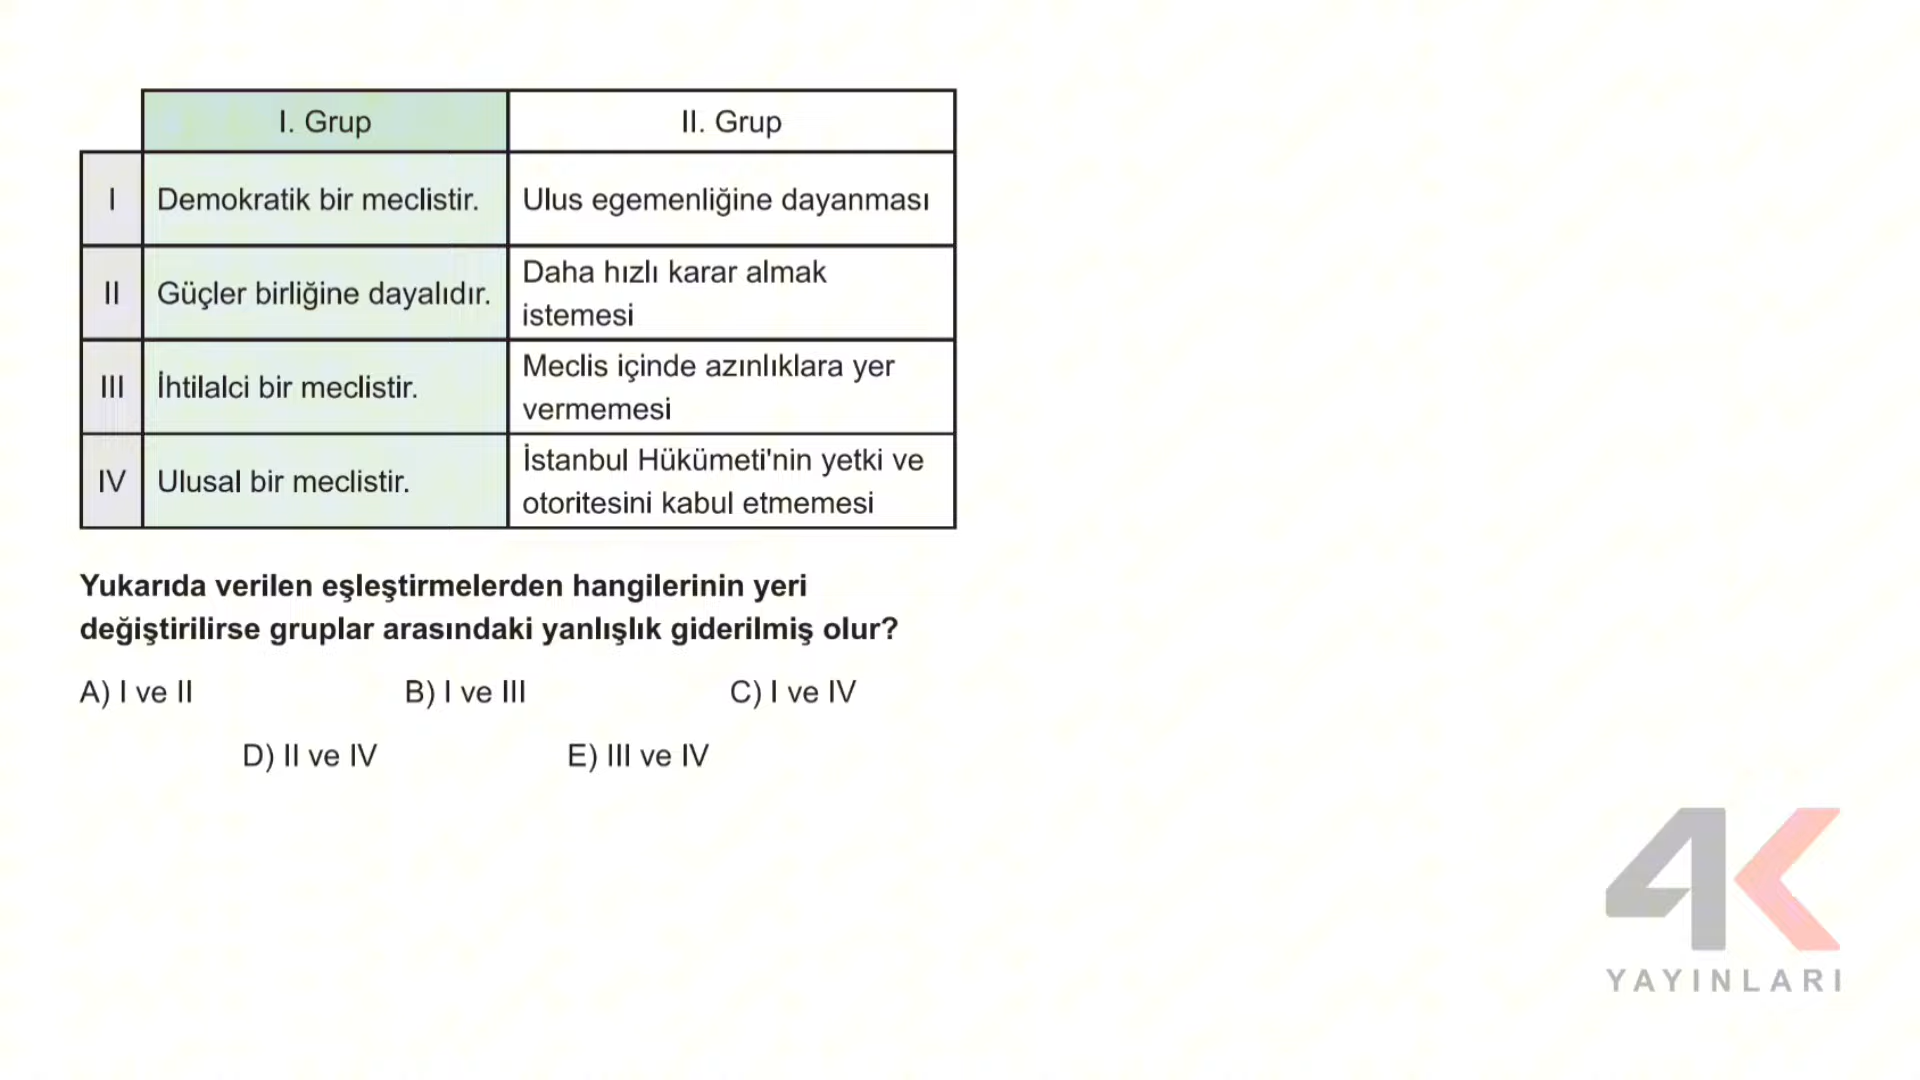 I. Grup
II. Grup
I
Demokratik bir meclistir.
Ulus egemenliğine dayanması
II
Güçler birliğine dayalıdır.
Daha hızlı karar almak
istemesi
III
İhtilalci bir meclistir.
Meclis içinde azınlıklara yer
vermemesi
IV
Ulusal bir meclistir.
İstanbul Hükümeti'nin yetki ve
otoritesini kabul etmemesi
Yukarıda verilen eşleştirmelerden hangilerinin yeri
değiştirilirse gruplar arasındaki yanlışlık giderilmiş olur?
A) I ve II
B) I ve III
C) I ve IV
D) II ve IV
E) III ve IV
4K
YAYINLARI